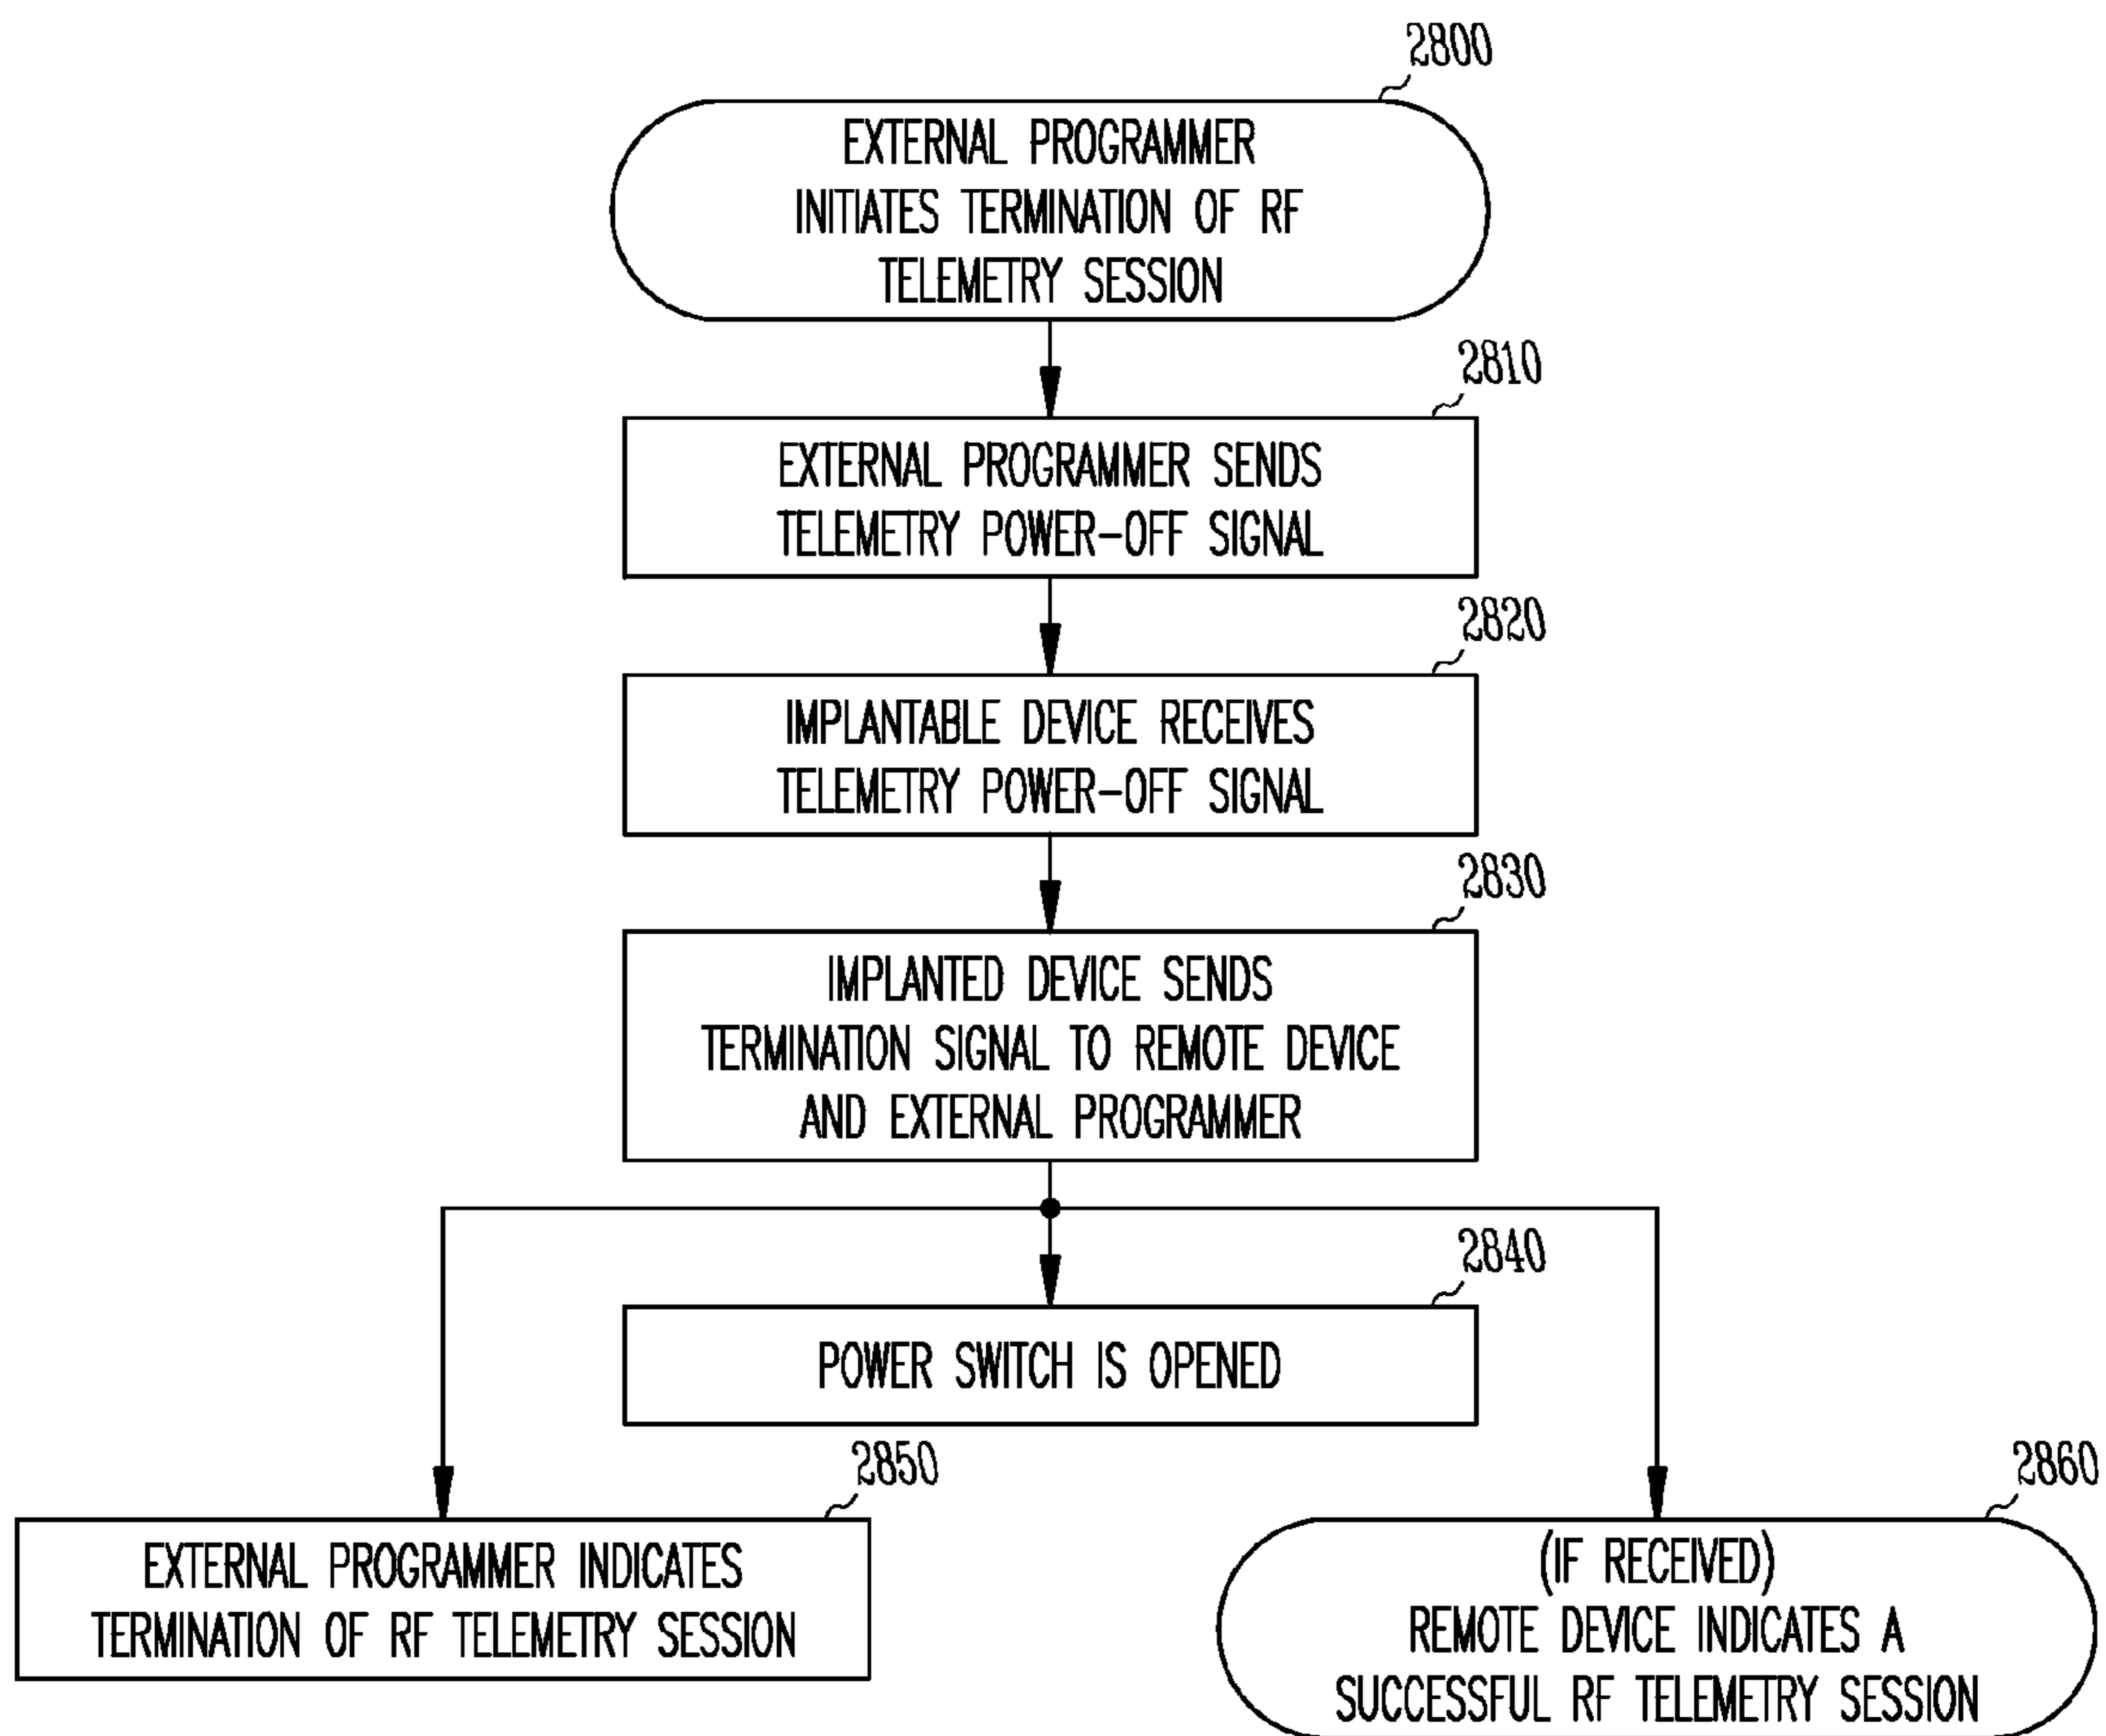 2800
EXTERNAL PROGRAMMER
INITIATES TERMINATION OF RF
TELEMETRY SESSION
2810
EXTERNAL PROGRAMMER SENDS
TELEMETRY POWER-OFF SIGNAL
2820
IMPLANTABLE DEVICE RECEIVES
TELEMETRY POWER-OFF SIGNAL
2830
IMPLANTED DEVICE SENDS
TERMINATION SIGNAL TO REMOTE DEVICE
AND EXTERNAL PROGRAMMER
2840
POWER SWITCH IS OPENED
2850
EXTERNAL PROGRAMMER INDICATES
TERMINATION OF RF TELEMETRY SESSION
2860
(IF RECEIVED)
REMOTE DEVICE INDICATES A
SUCCESSFUL RF TELEMETRY SESSION